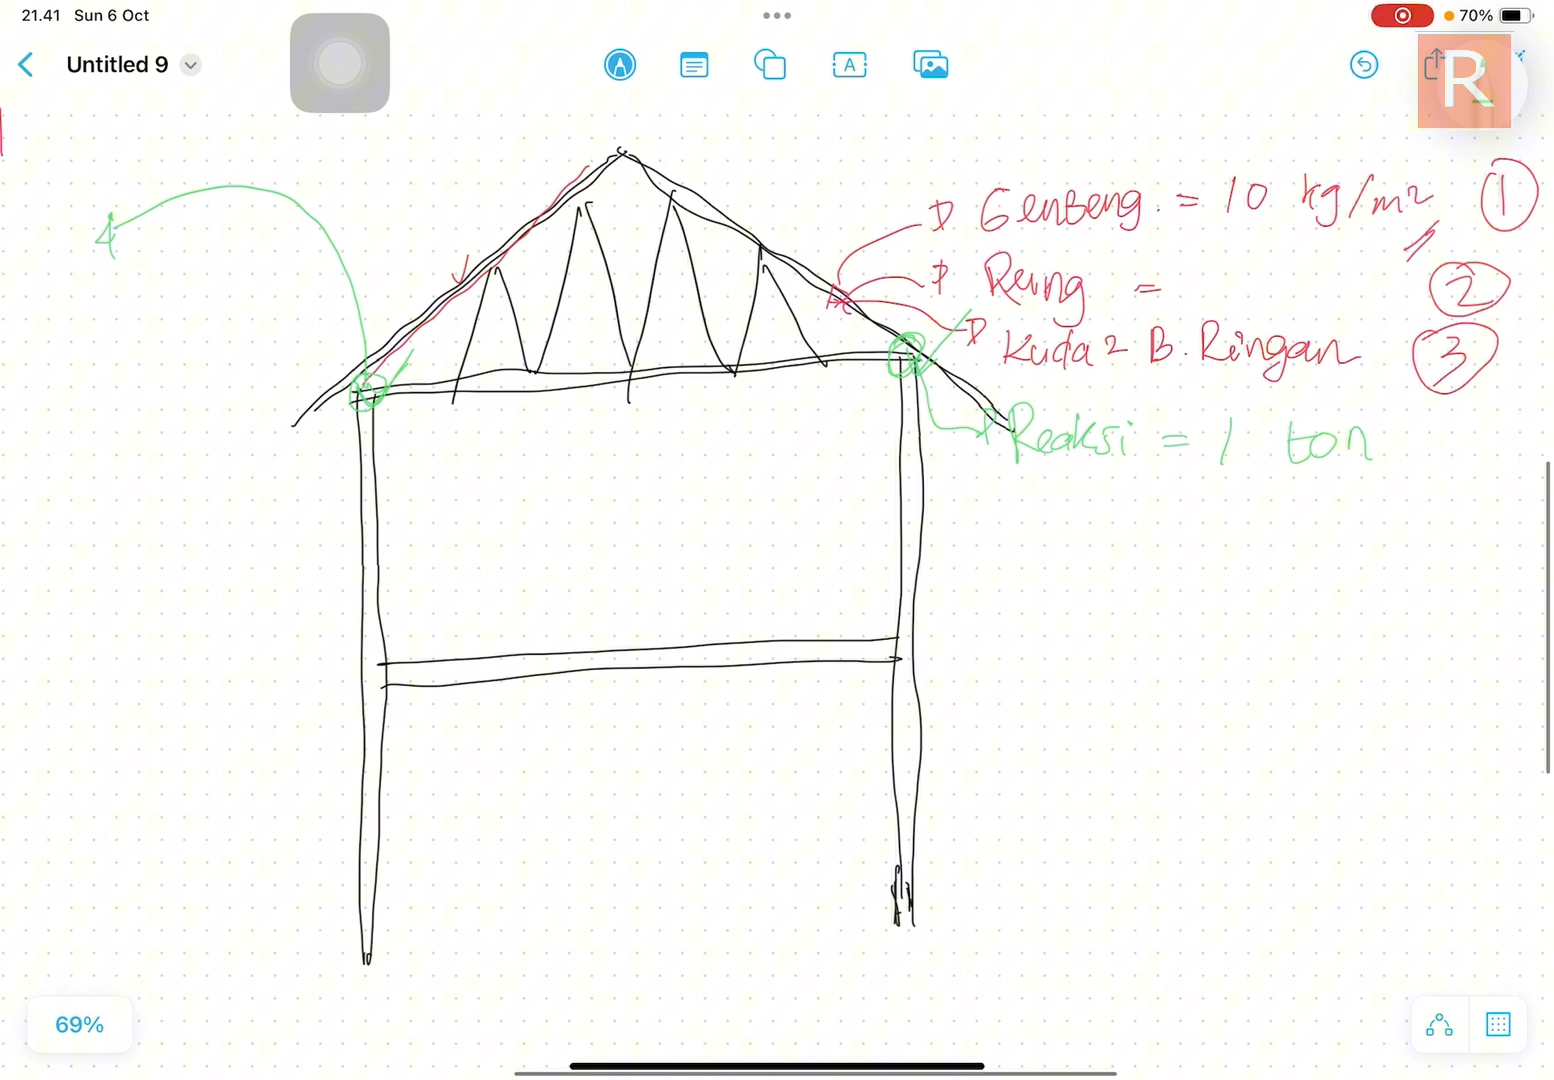 21.41 Sun 6 Oct
70%
Untitled 9
A
R
Genteng = 10 kg/m2 1
Reng = 2
Kuda2 B. Ringan 3
Reaksi = 1 ton
69%